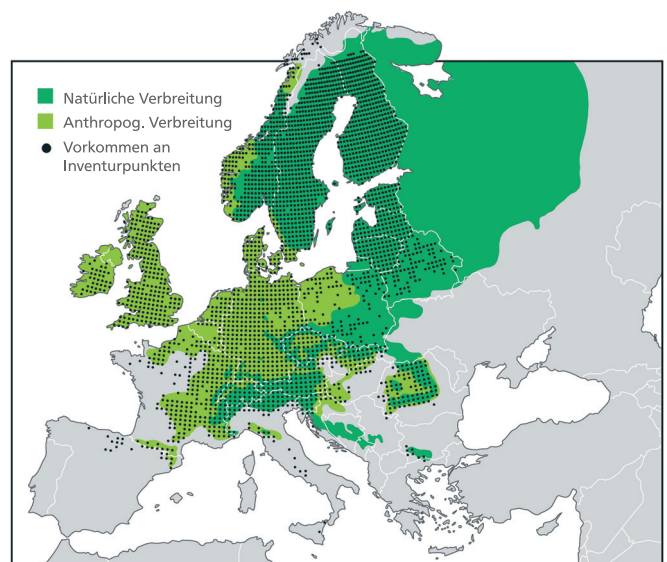 Natürliche Verbreitung
Anthropog. Verbreitung
Vorkommen an
Inventurpunkten